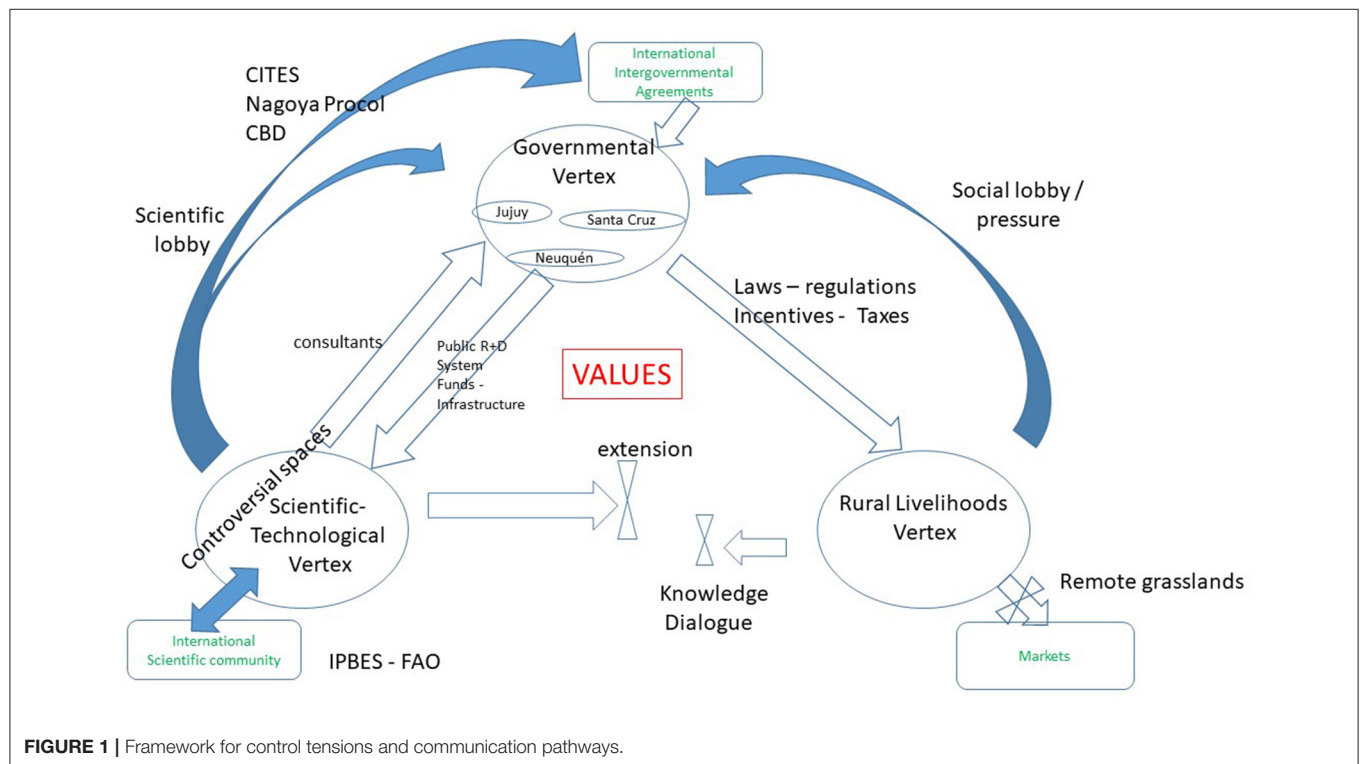 International
Intergovernmental
Agreements
CITES
Nagoya Procol
CBD
Governmental
Vertex
Jujuy
Santa Cruz
Neuquén
Scientific
lobby
Social lobby /
pressure
Laws – regulations
Incentives - Taxes
consultants
Public R+D
System
Funds -
Infrastructure
VALUES
Controversial spaces
extension
Scientific-
Technological
Vertex
Rural Livelihoods
Vertex
Knowledge
Dialogue
Remote grasslands
International
Scientific community
IPBES - FAO
Markets
FIGURE 1 | Framework for control tensions and communication pathways.